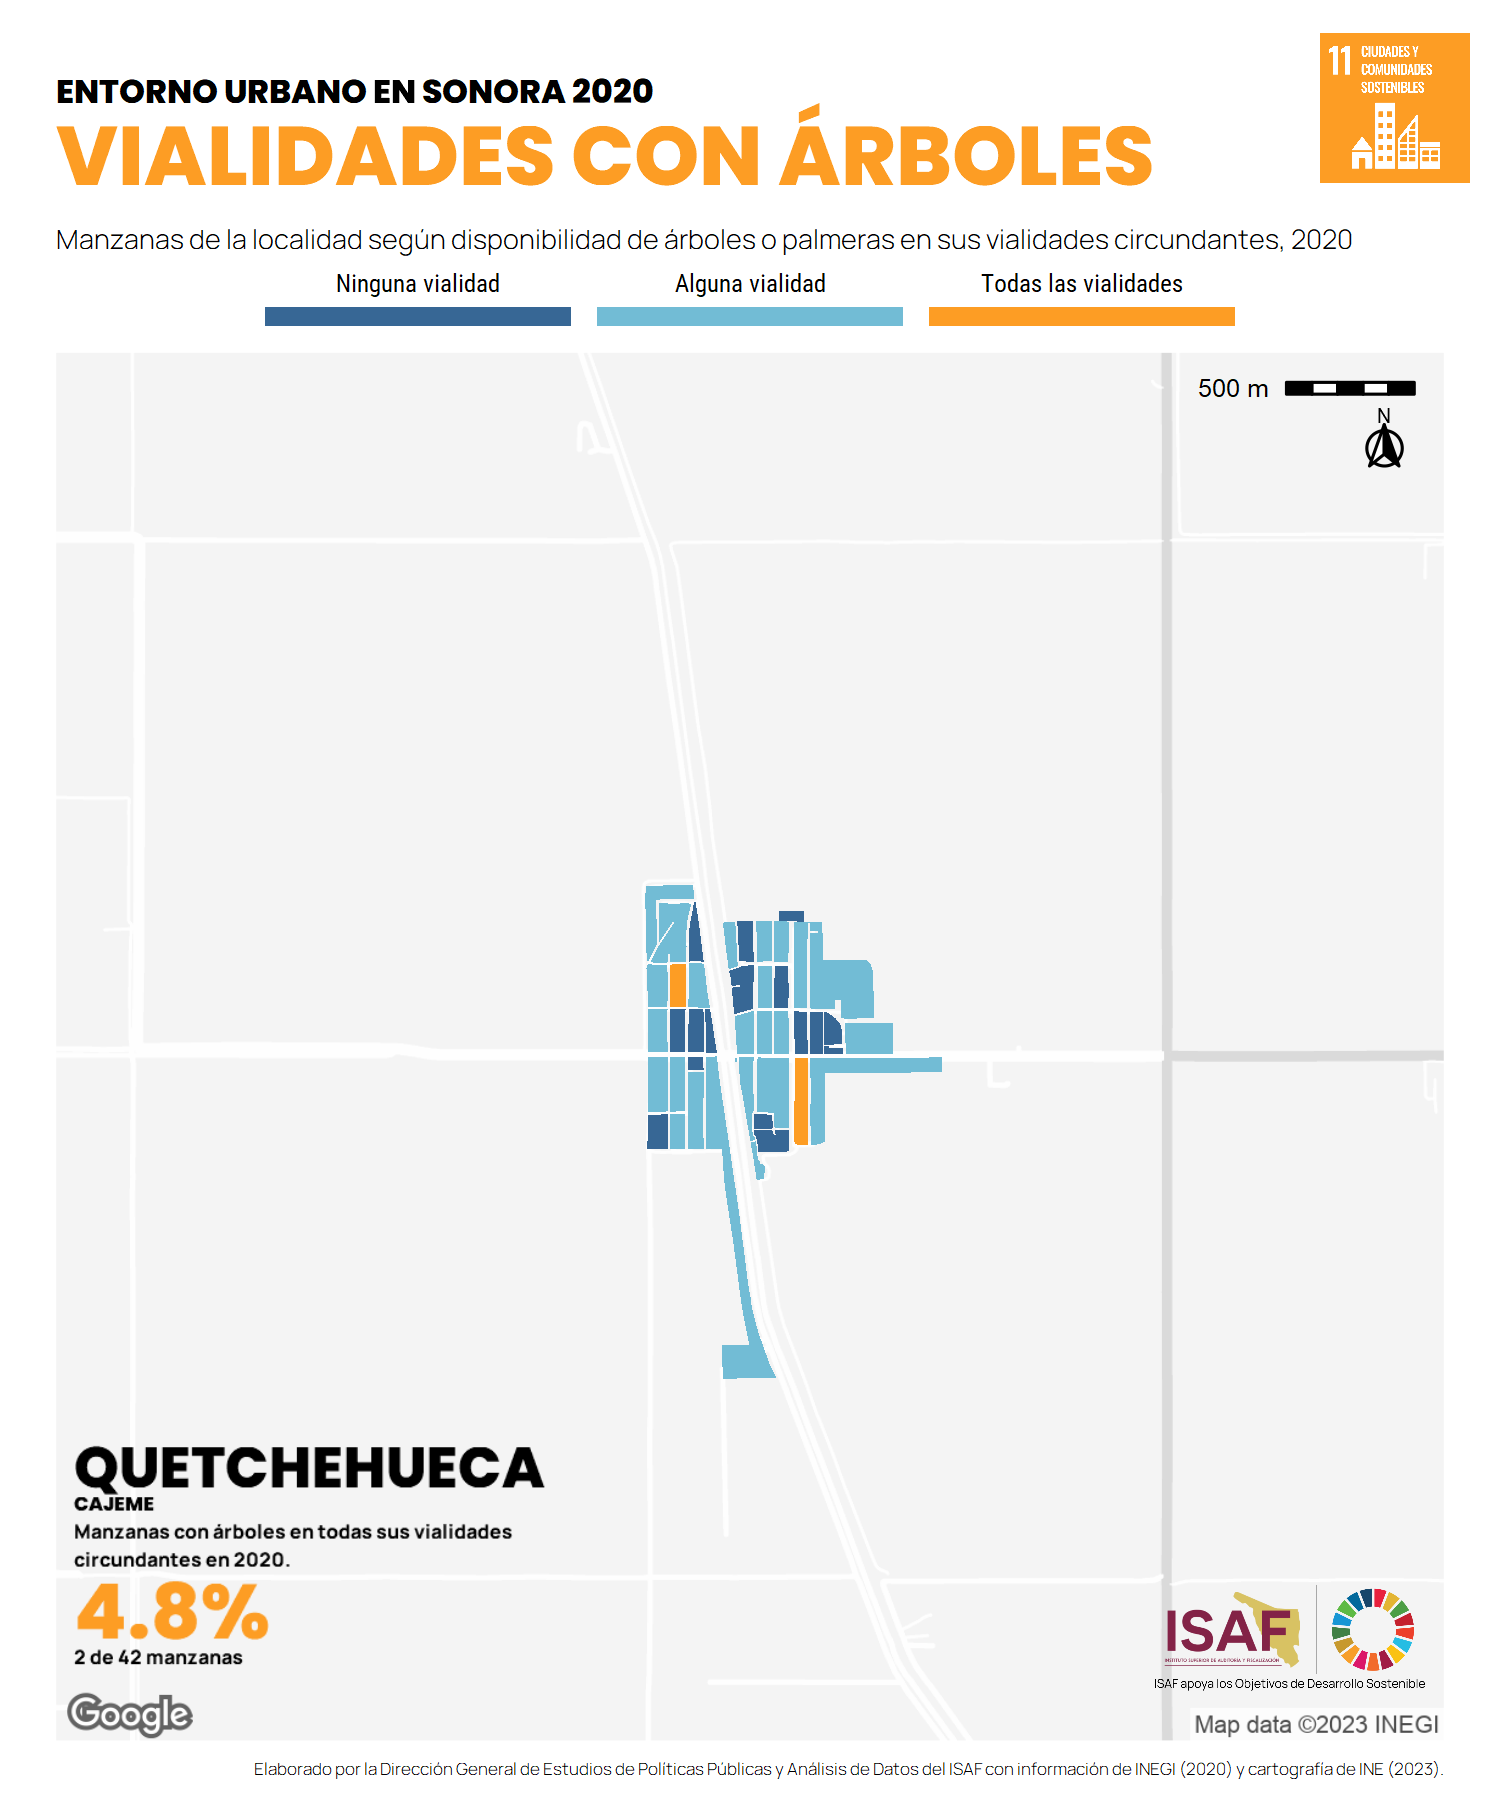 11 CIUDADES Y
COMUNIDADES
SOSTENIBLES
ENTORNO URBANO EN SONORA 2020
VIALIDADES CON ÁRBOLES
Manzanas de la localidad según disponibilidad de árboles o palmeras en sus vialidades circundantes, 2020
Ninguna vialidad
Alguna vialidad
Todas las vialidades
500 m
N
QUETCHEHUECA
CAJEME
Manzanas con árboles en todas sus vialidades
circundantes en 2020.
4.8%
2 de 42 manzanas
Google
ISAF
INSTITUTO SUPERIOR DE AUDITORÍA Y FISCALIZACIÓN
ISAF apoya los Objetivos de Desarrollo Sostenible
Map data ©2023 INEGI
Elaborado por la Dirección General de Estudios de Políticas Públicas y Análisis de Datos del ISAF con información de INEGI (2020) y cartografía de INE (2023).